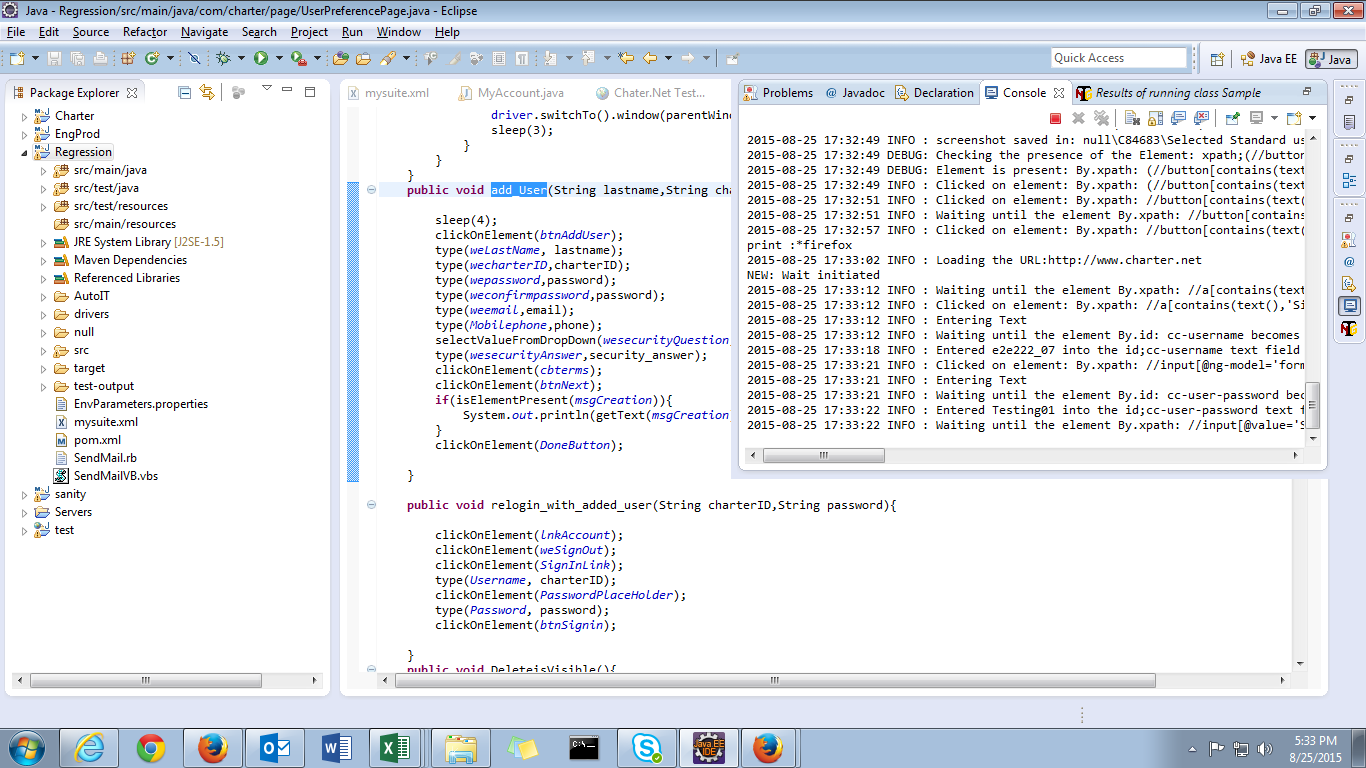 Java - Regression/src/main/java/com/charter/page/UserPreferencePage.java - Eclipse
File Edit Source Refactor Navigate Search Project Run Window Help
Quick Access
Java EE
Java
Package Explorer
Charter
EngProd
Regression
src/main/java
src/test/java
src/test/resources
src/main/resources
JRE System Library [J2SE-1.5]
Maven Dependencies
Referenced Libraries
AutoIT
drivers
null
src
target
test-output
EnvParameters.properties
mysuite.xml
pom.xml
SendMail.rb
SendMailVB.vbs
sanity
Servers
test
mysuite.xml
MyAccount.java
Chater.Net Test...
driver.switchTo().window(parentWind
sleep(3);
}
}
}
public void add_User(String lastname,String cha
sleep(4);
clickOnElement(btnAddUser);
type(weLastName, lastname);
type(wecharterID,charterID);
type(wepassword,password);
type(weconfirmpassword,password);
type(weemail,email);
type(Mobilephone,phone);
selectValueFromDropDown(wesecurityQuestion
type(wesecurityAnswer,security_answer);
clickOnElement(cbterms);
clickOnElement(btnNext);
if(isElementPresent(msgCreation)){
System.out.println(getText(msgCreation
}
clickOnElement(DoneButton);
}
public void relogin_with_added_user(String charterID,String password){
clickOnElement(lnkAccount);
clickOnElement(weSignOut);
clickOnElement(SignInLink);
type(Username, charterID);
clickOnElement(PasswordPlaceHolder);
type(Password, password);
clickOnElement(btnSignin);
}
public void DeleteisVisible(){
Problems
@ Javadoc
Declaration
Console
Results of running class Sample
2015-08-25 17:32:49 INFO : screenshot saved in: null\C84683\Selected Standard us
2015-08-25 17:32:49 DEBUG: Checking the presence of the Element: xpath;(//button
2015-08-25 17:32:49 DEBUG: Element is present: By.xpath: (//button[contains(text
2015-08-25 17:32:49 INFO : Clicked on element: By.xpath: (//button[contains(text
2015-08-25 17:32:51 INFO : Clicked on element: By.xpath: //button[contains(text(
2015-08-25 17:32:51 INFO : Waiting until the element By.xpath: //button[contains
2015-08-25 17:32:57 INFO : Clicked on element: By.xpath: //button[contains(text(
print :*firefox
2015-08-25 17:33:02 INFO : Loading the URL:http://www.charter.net
NEW: Wait initiated
2015-08-25 17:33:12 INFO : Waiting until the element By.xpath: //a[contains(text
2015-08-25 17:33:12 INFO : Clicked on element: By.xpath: //a[contains(text(),'Si
2015-08-25 17:33:12 INFO : Entering Text
2015-08-25 17:33:12 INFO : Waiting until the element By.id: cc-username becomes
2015-08-25 17:33:18 INFO : Entered e2e222_07 into the id;cc-username text field
2015-08-25 17:33:21 INFO : Clicked on element: By.xpath: //input[@ng-model='form
2015-08-25 17:33:21 INFO : Entering Text
2015-08-25 17:33:21 INFO : Waiting until the element By.id: cc-user-password bec
2015-08-25 17:33:22 INFO : Entered Testing01 into the id;cc-user-password text f
2015-08-25 17:33:22 INFO : Waiting until the element By.xpath: //input[@value='S
5:33 PM
8/25/2015